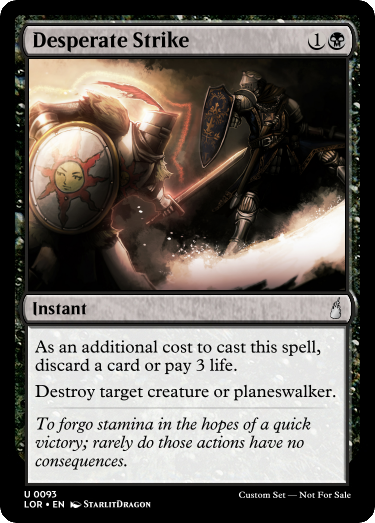 Desperate Strike
1
Instant
As an additional cost to cast this spell,
discard a card or pay 3 life.
Destroy target creature or planeswalker.
To forgo stamina in the hopes of a quick
victory; rarely do those actions have no
consequences.
U 0093
LOR • EN StarlitDragon
Custom Set — Not For Sale